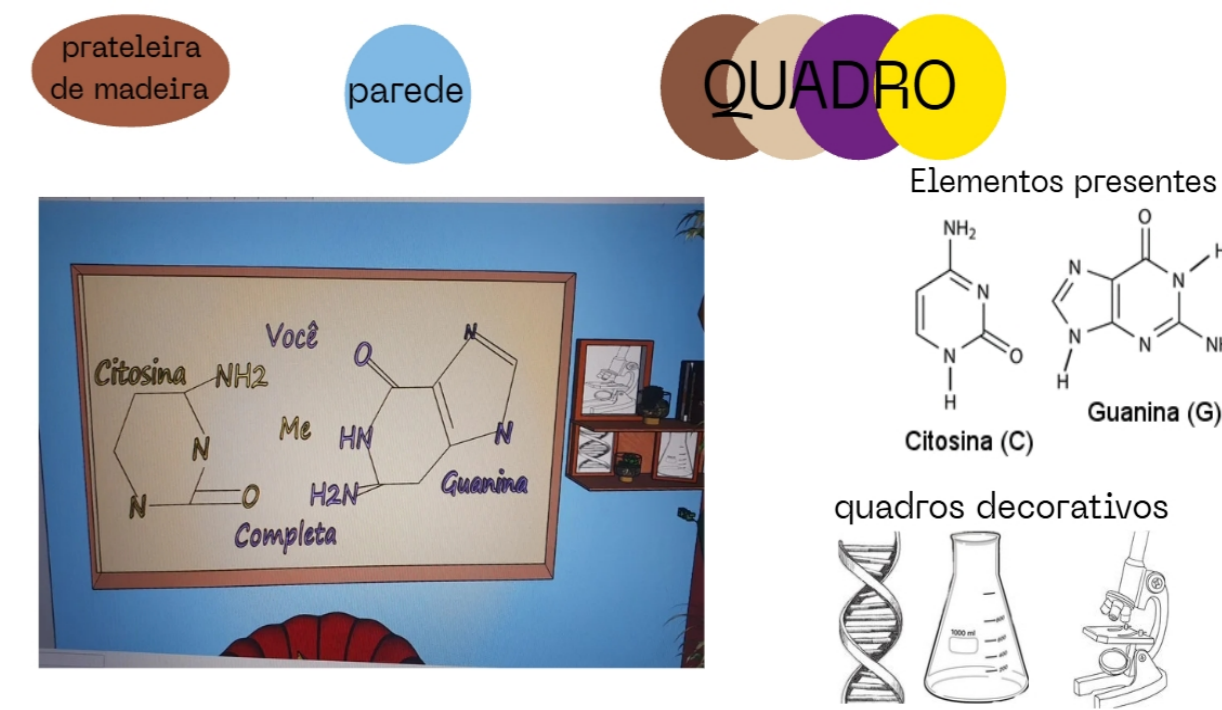 prateleira
de madeira
parede
QUADRO
Elementos presentes
Você
Citosina
NH2
O
N
Me
HN
N
N
H2N
Guanina
N
O
Completa
NH₂
N
N
O
H
Citosina (C)
O
N
N
N
H
N
Guanina (G)
quadros decorativos
1000 ml